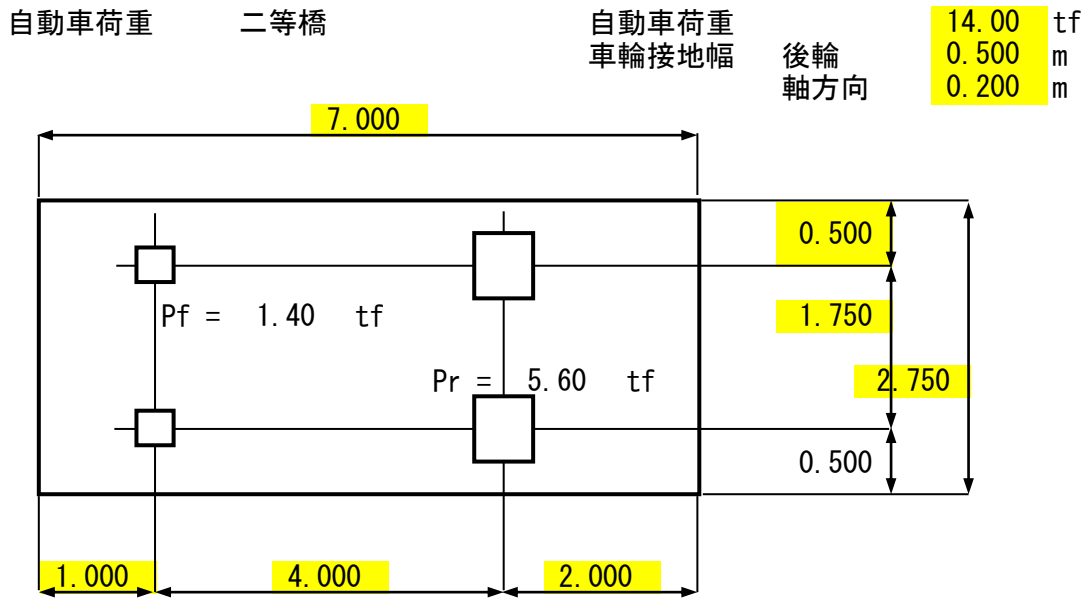 自動車荷重 二等橋 自動車荷重 14.00 tf
車輪接地幅 後輪 0.500 m
軸方向 0.200 m
7.000
0.500
Pf = 1.40 tf
1.750
Pr = 5.60 tf
2.750
0.500
1.000 4.000 2.000